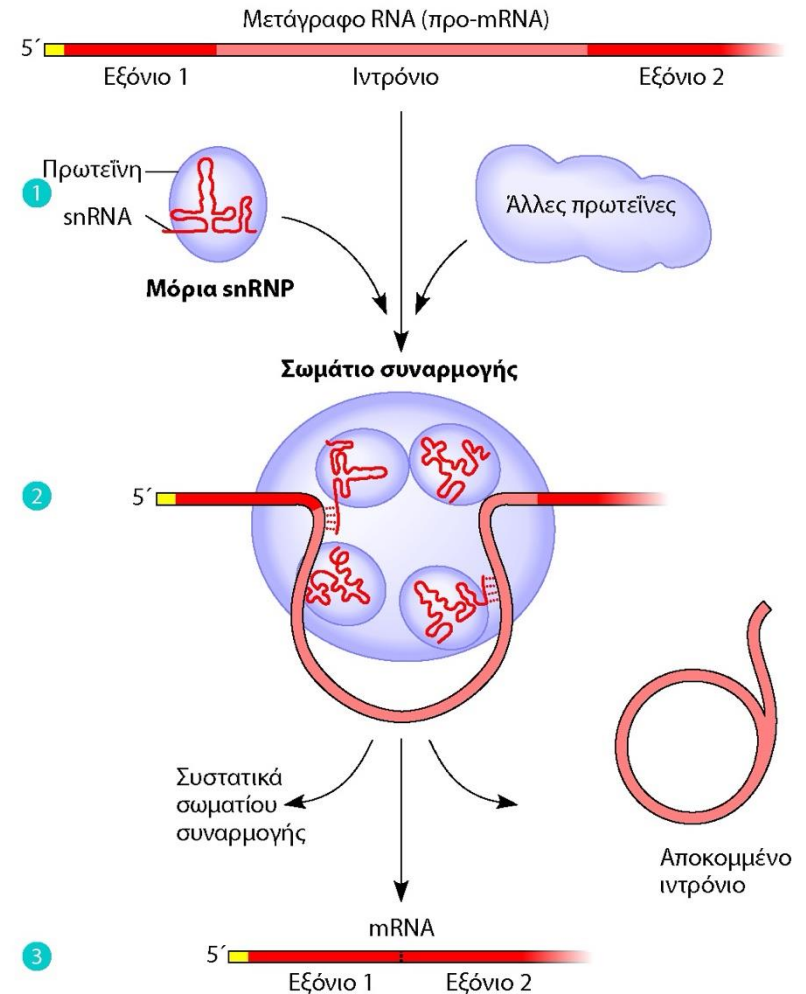 Μετάγραφο RNA (προ-mRNA)
5´
Εξόνιο 1
Ιντρόνιο
Εξόνιο 2
1
Πρωτεΐνη
snRNA
Μόρια snRNP
Άλλες πρωτεΐνες
Σωμάτιο συναρμογής
2
5´
Συστατικά
σωματίου
συναρμογής
Αποκομμένο
ιντρόνιο
mRNA
3
5´
Εξόνιο 1
Εξόνιο 2